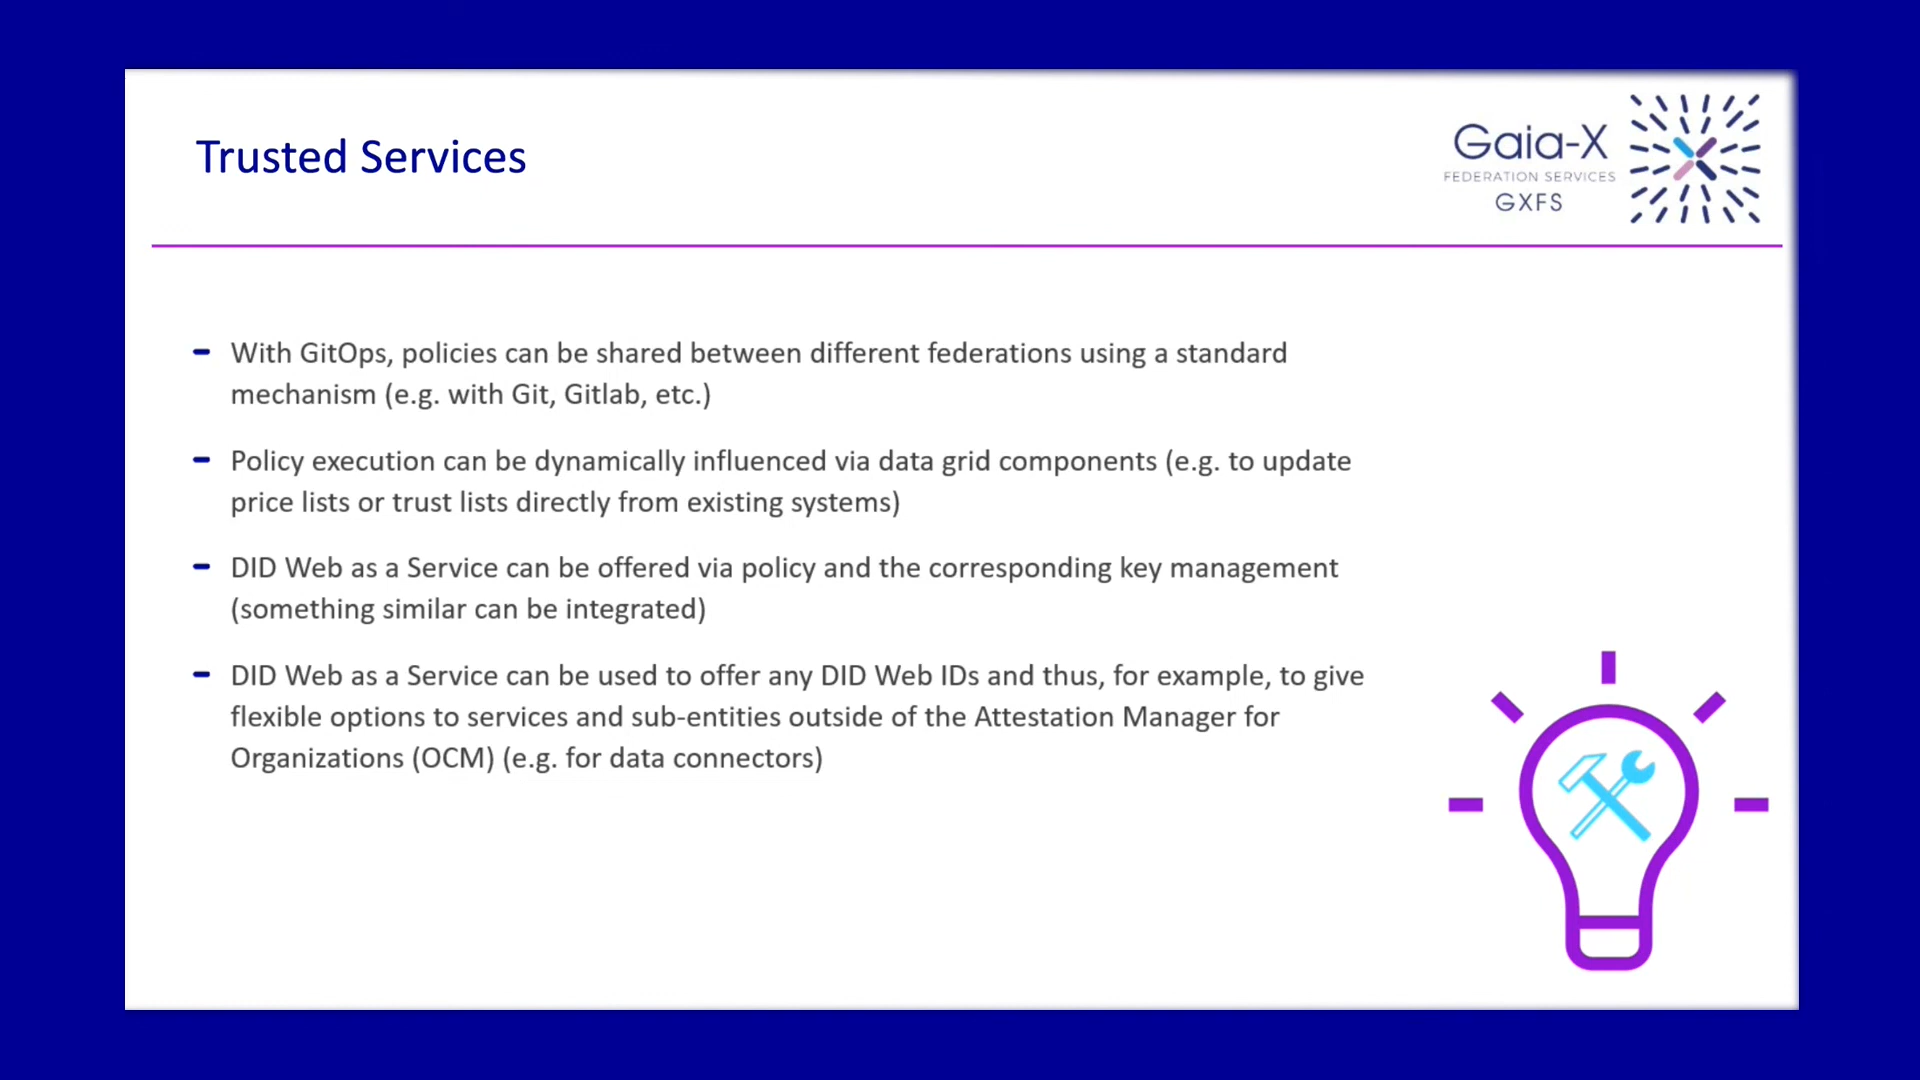 Trusted Services
Gaia-X
FEDERATION SERVICES
GXFS
With GitOps, policies can be shared between different federations using a standard
mechanism (e.g. with Git, Gitlab, etc.)
Policy execution can be dynamically influenced via data grid components (e.g. to update
price lists or trust lists directly from existing systems)
DID Web as a Service can be offered via policy and the corresponding key management
(something similar can be integrated)
DID Web as a Service can be used to offer any DID Web IDs and thus, for example, to give
flexible options to services and sub-entities outside of the Attestation Manager for
Organizations (OCM) (e.g. for data connectors)